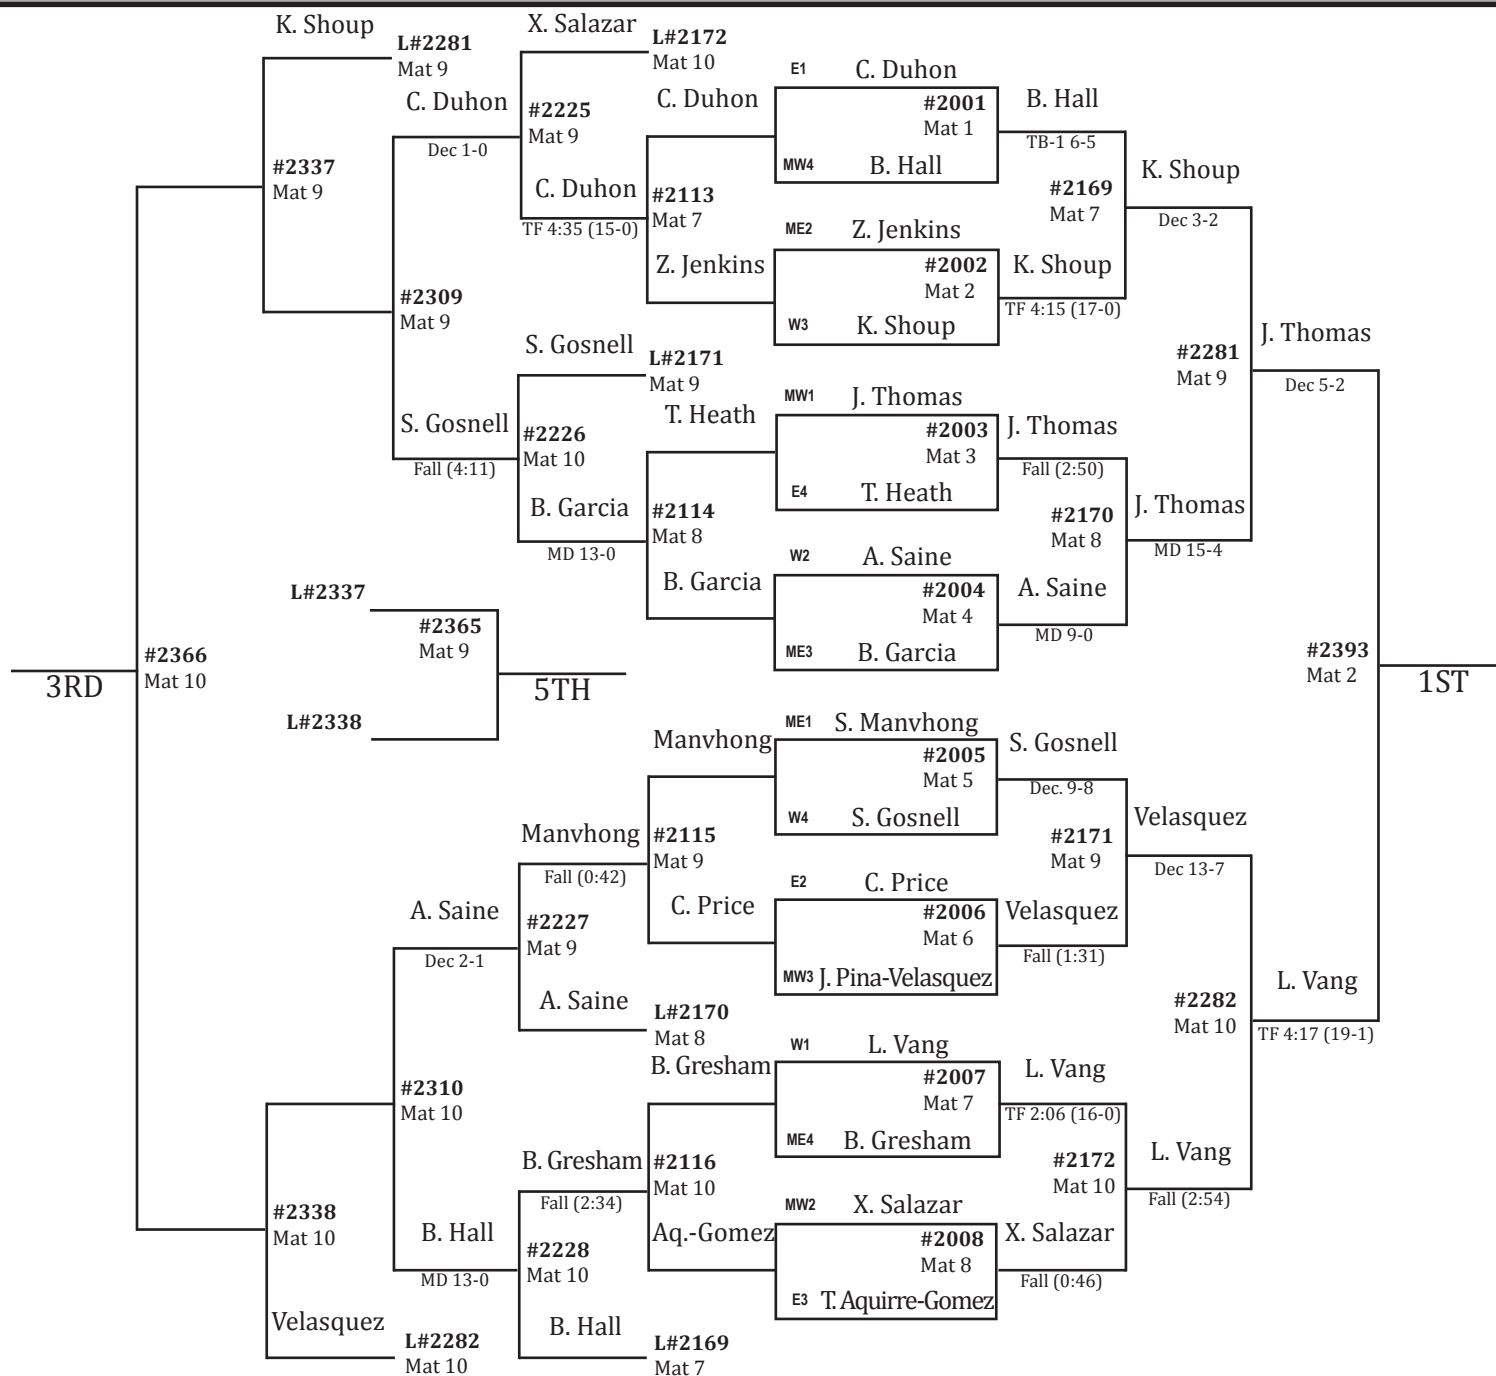 K. Shoup
L#2281
Mat 9
X. Salazar
L#2172
Mat 10
E1
C. Duhon
C. Duhon
#2225
Mat 9
C. Duhon
#2001
Mat 1
B. Hall
Dec 1-0
TB-1 6-5
MW4
B. Hall
#2337
Mat 9
C. Duhon
#2113
Mat 7
#2169
Mat 7
K. Shoup
TF 4:35 (15-0)
ME2
Z. Jenkins
Dec 3-2
Z. Jenkins
#2002
Mat 2
K. Shoup
#2309
Mat 9
W3
K. Shoup
TF 4:15 (17-0)
S. Gosnell
L#2171
Mat 9
#2281
Mat 9
J. Thomas
Dec 5-2
MW1
J. Thomas
T. Heath
S. Gosnell
#2226
Mat 10
#2003
Mat 3
J. Thomas
Fall (4:11)
Fall (2:50)
E4
T. Heath
B. Garcia
#2114
Mat 8
#2170
Mat 8
J. Thomas
MD 13-0
MD 15-4
W2
A. Saine
B. Garcia
#2004
Mat 4
A. Saine
L#2337
#2365
Mat 9
MD 9-0
ME3
B. Garcia
#2366
Mat 10
#2393
Mat 2
3RD
5TH
1ST
L#2338
ME1
S. Manvhong
Manvhong
#2005
Mat 5
S. Gosnell
Dec. 9-8
W4
S. Gosnell
Manvhong
#2115
Mat 9
#2171
Mat 9
Velasquez
Fall (0:42)
Dec 13-7
E2
C. Price
A. Saine
C. Price
#2227
Mat 9
#2006
Mat 6
Velasquez
Dec 2-1
Fall (1:31)
MW3
J. Pina-Velasquez
A. Saine
L#2170
Mat 8
#2282
Mat 10
L. Vang
TF 4:17 (19-1)
W1
L. Vang
B. Gresham
#2310
Mat 10
#2007
Mat 7
L. Vang
TF 2:06 (16-0)
ME4
B. Gresham
B. Gresham
#2116
Mat 10
#2172
Mat 10
L. Vang
Fall (2:34)
Fall (2:54)
MW2
X. Salazar
#2338
Mat 10
B. Hall
#2228
Mat 10
Aq.-Gomez
#2008
Mat 8
X. Salazar
MD 13-0
Fall (0:46)
E3
T. Aquirre-Gomez
Velasquez
L#2282
Mat 10
B. Hall
L#2169
Mat 7